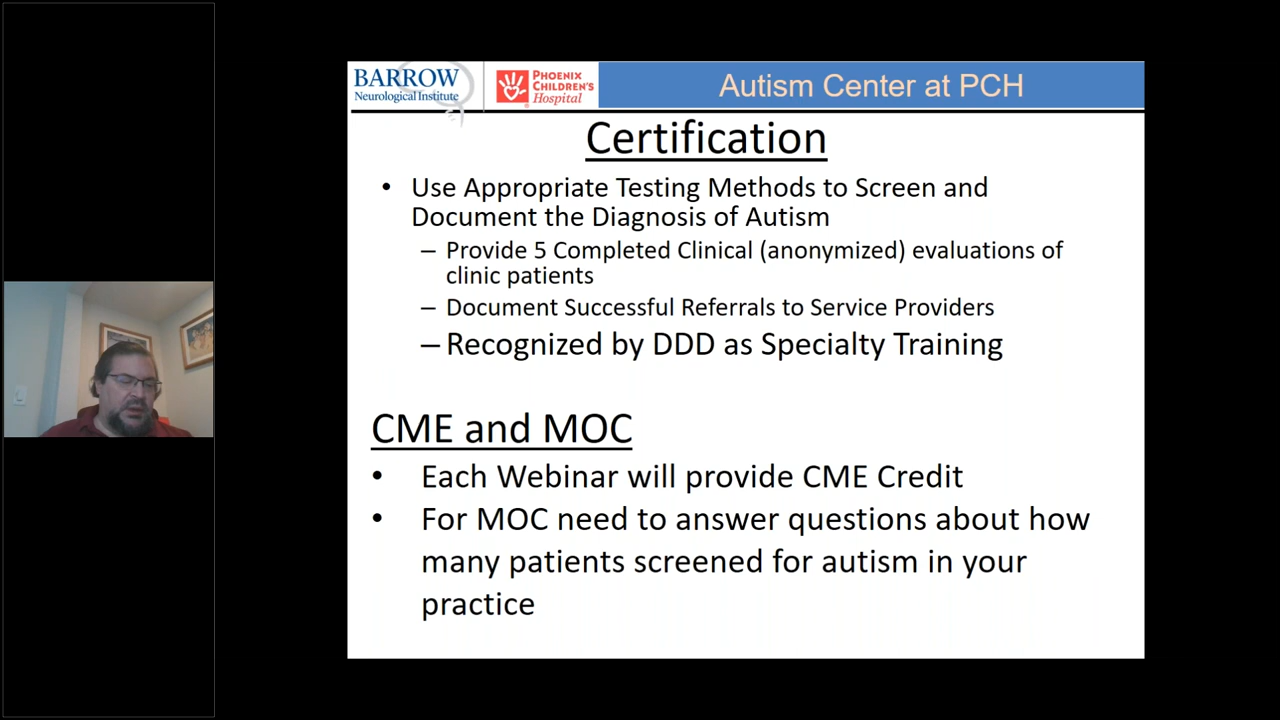 BARROW
Neurological Institute
PHOENIX
CHILDREN'S
Hospital
Autism Center at PCH
Certification
• Use Appropriate Testing Methods to Screen and
Document the Diagnosis of Autism
– Provide 5 Completed Clinical (anonymized) evaluations of
clinic patients
– Document Successful Referrals to Service Providers
– Recognized by DDD as Specialty Training
CME and MOC
• Each Webinar will provide CME Credit
• For MOC need to answer questions about how
many patients screened for autism in your
practice